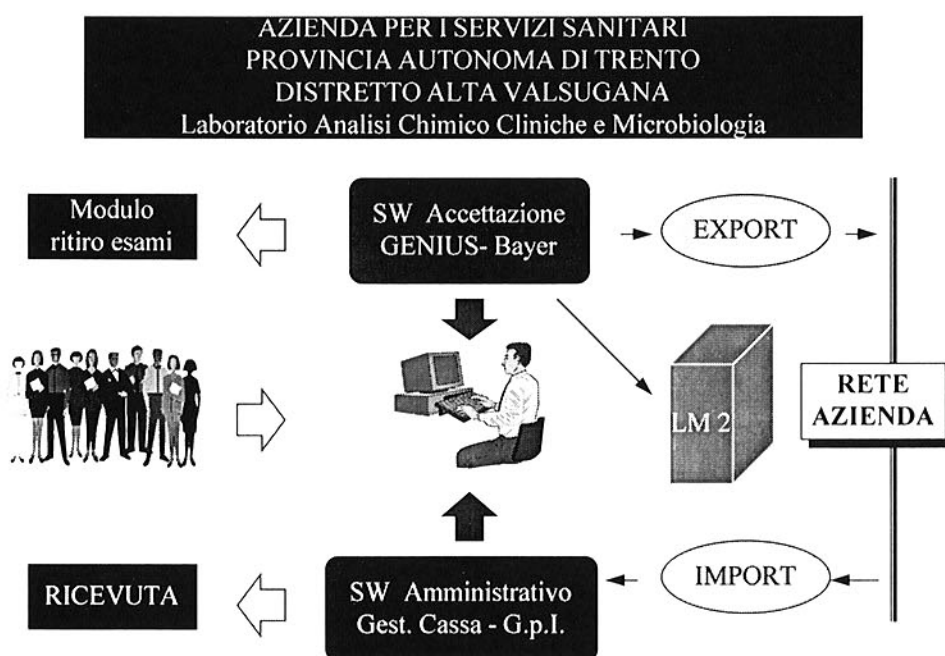 AZIENDA PER I SERVIZI SANITARI
PROVINCIA AUTONOMA DI TRENTO
DISTRETTO ALTA VALSUGANA
Laboratorio Analisi Chimico Cliniche e Microbiologia
Modulo
ritiro esami
SW Accettazione
GENIUS- Bayer
EXPORT
LM 2
RETE
AZIENDA
RICEVUTA
SW Amministrativo
Gest. Cassa - G.p.I.
IMPORT